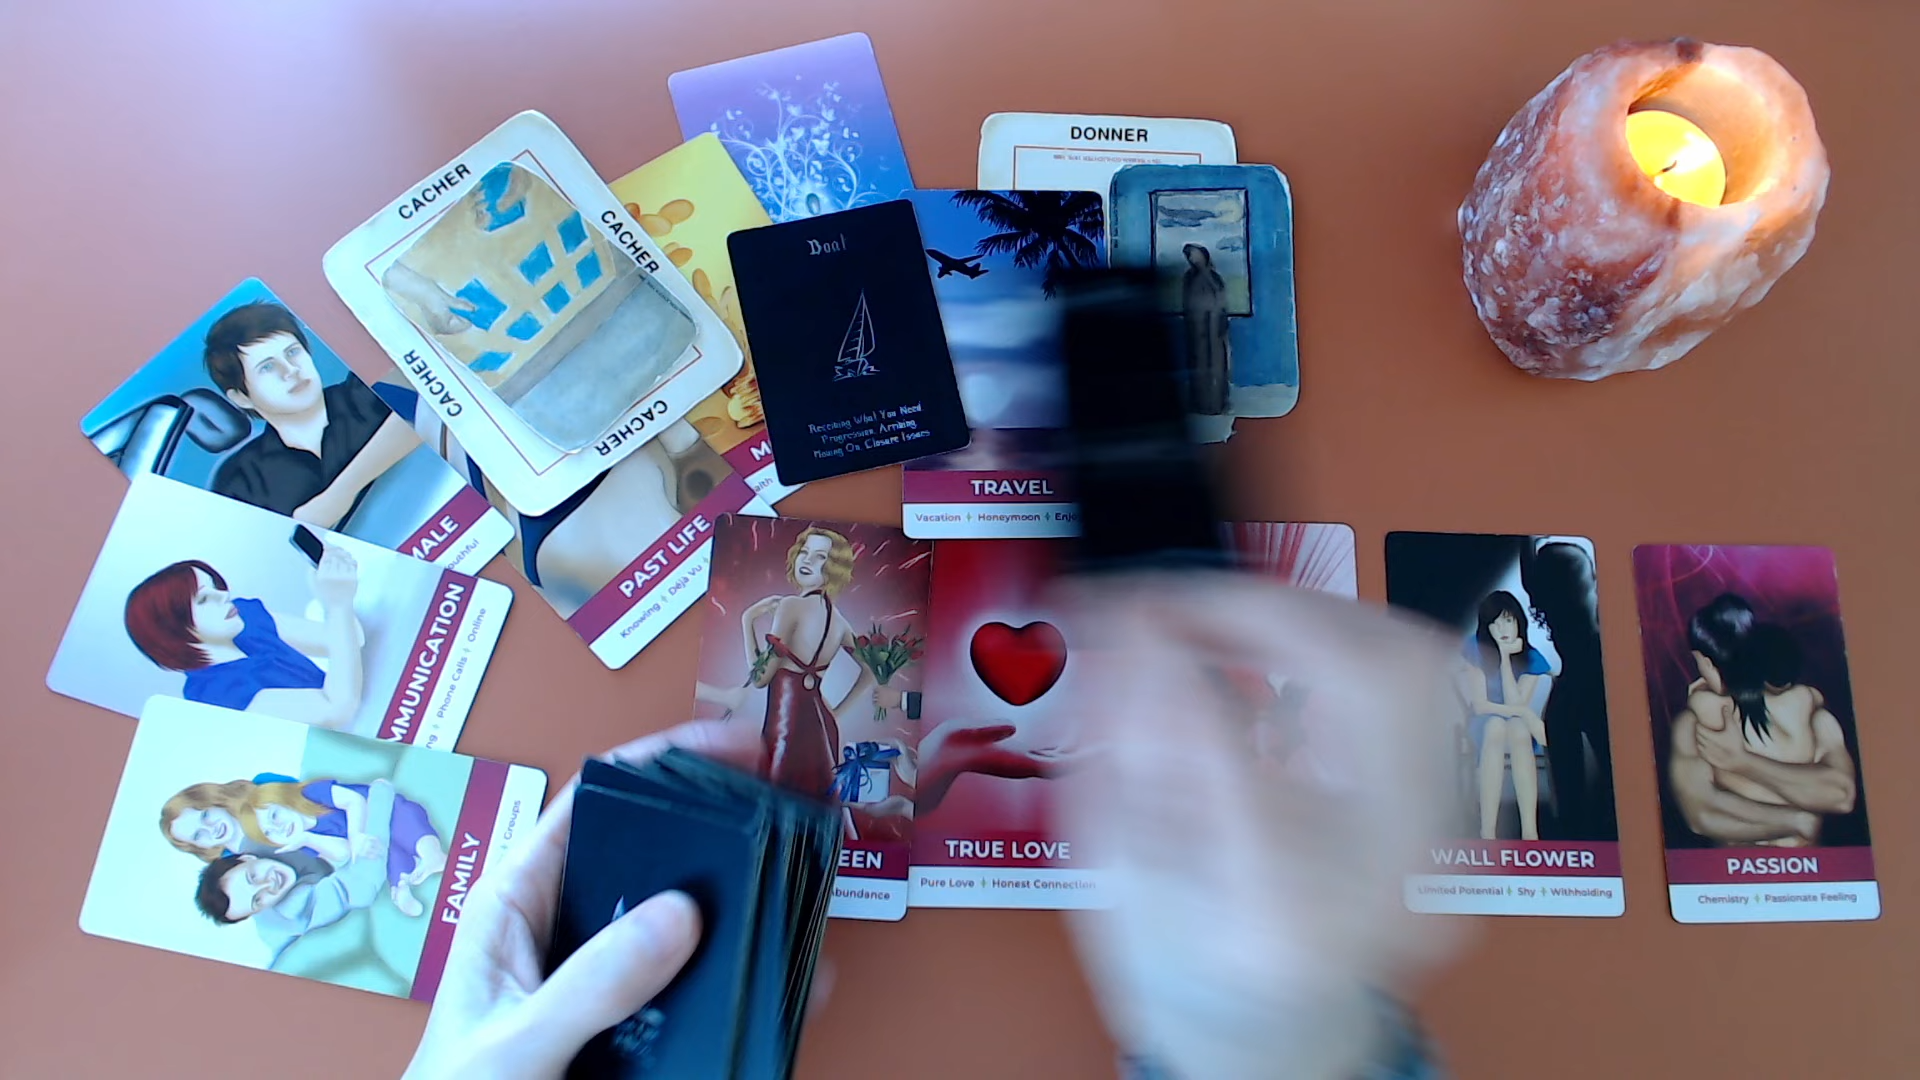 DONNER
CACHER
CACHER
CACHER
CACHER
Boat
Receiving What You Need
Progression, Arriving
Moving On, Closure Issues
TRAVEL
Vacation Honeymoon
MALE
PAST LIFE
Knowing Déjà Vu
MMUNICATION
Phone Calls Online
FAMILY
Groups
EEN
Abundance
TRUE LOVE
Pure Love Honest Connection
WALL FLOWER
Limited Potential Shy Withholding
PASSION
Chemistry Passionate Feeling